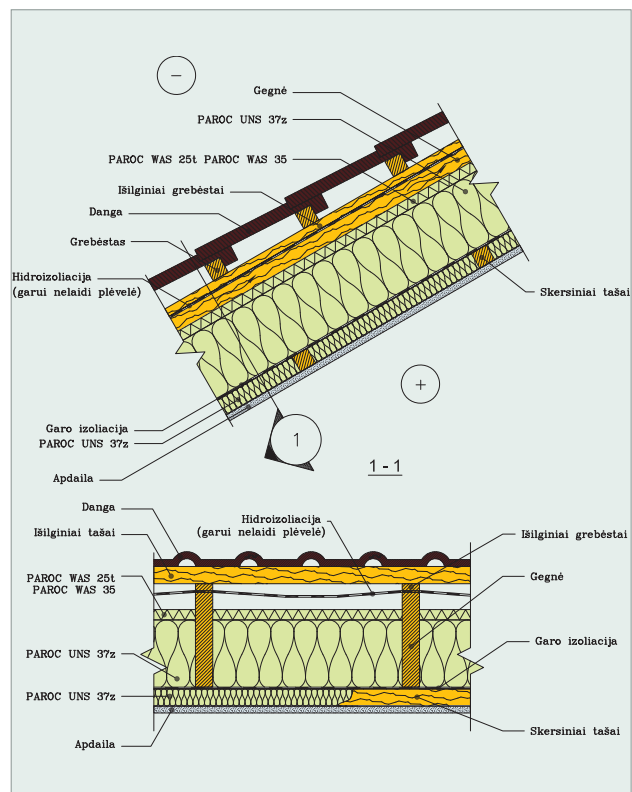 −
Gegnė
PAROC UNS 37z
PAROC WAS 25t PAROC WAS 35
Išilginiai grebėstai
Danga
Grebėstas
Hidroizoliacija
(garui nelaidi plėvelė)
Skersiniai tašai
+
Garo izoliacija
PAROC UNS 37z
1
1-1
Apdaila
Danga
Hidroizoliacija
(garui nelaidi plėvelė)
Išilginiai tašai
Išilginiai grebėstai
PAROC WAS 25t
PAROC WAS 35
Gegnė
Garo izoliacija
PAROC UNS 37z
PAROC UNS 37z
Skersiniai tašai
Apdaila